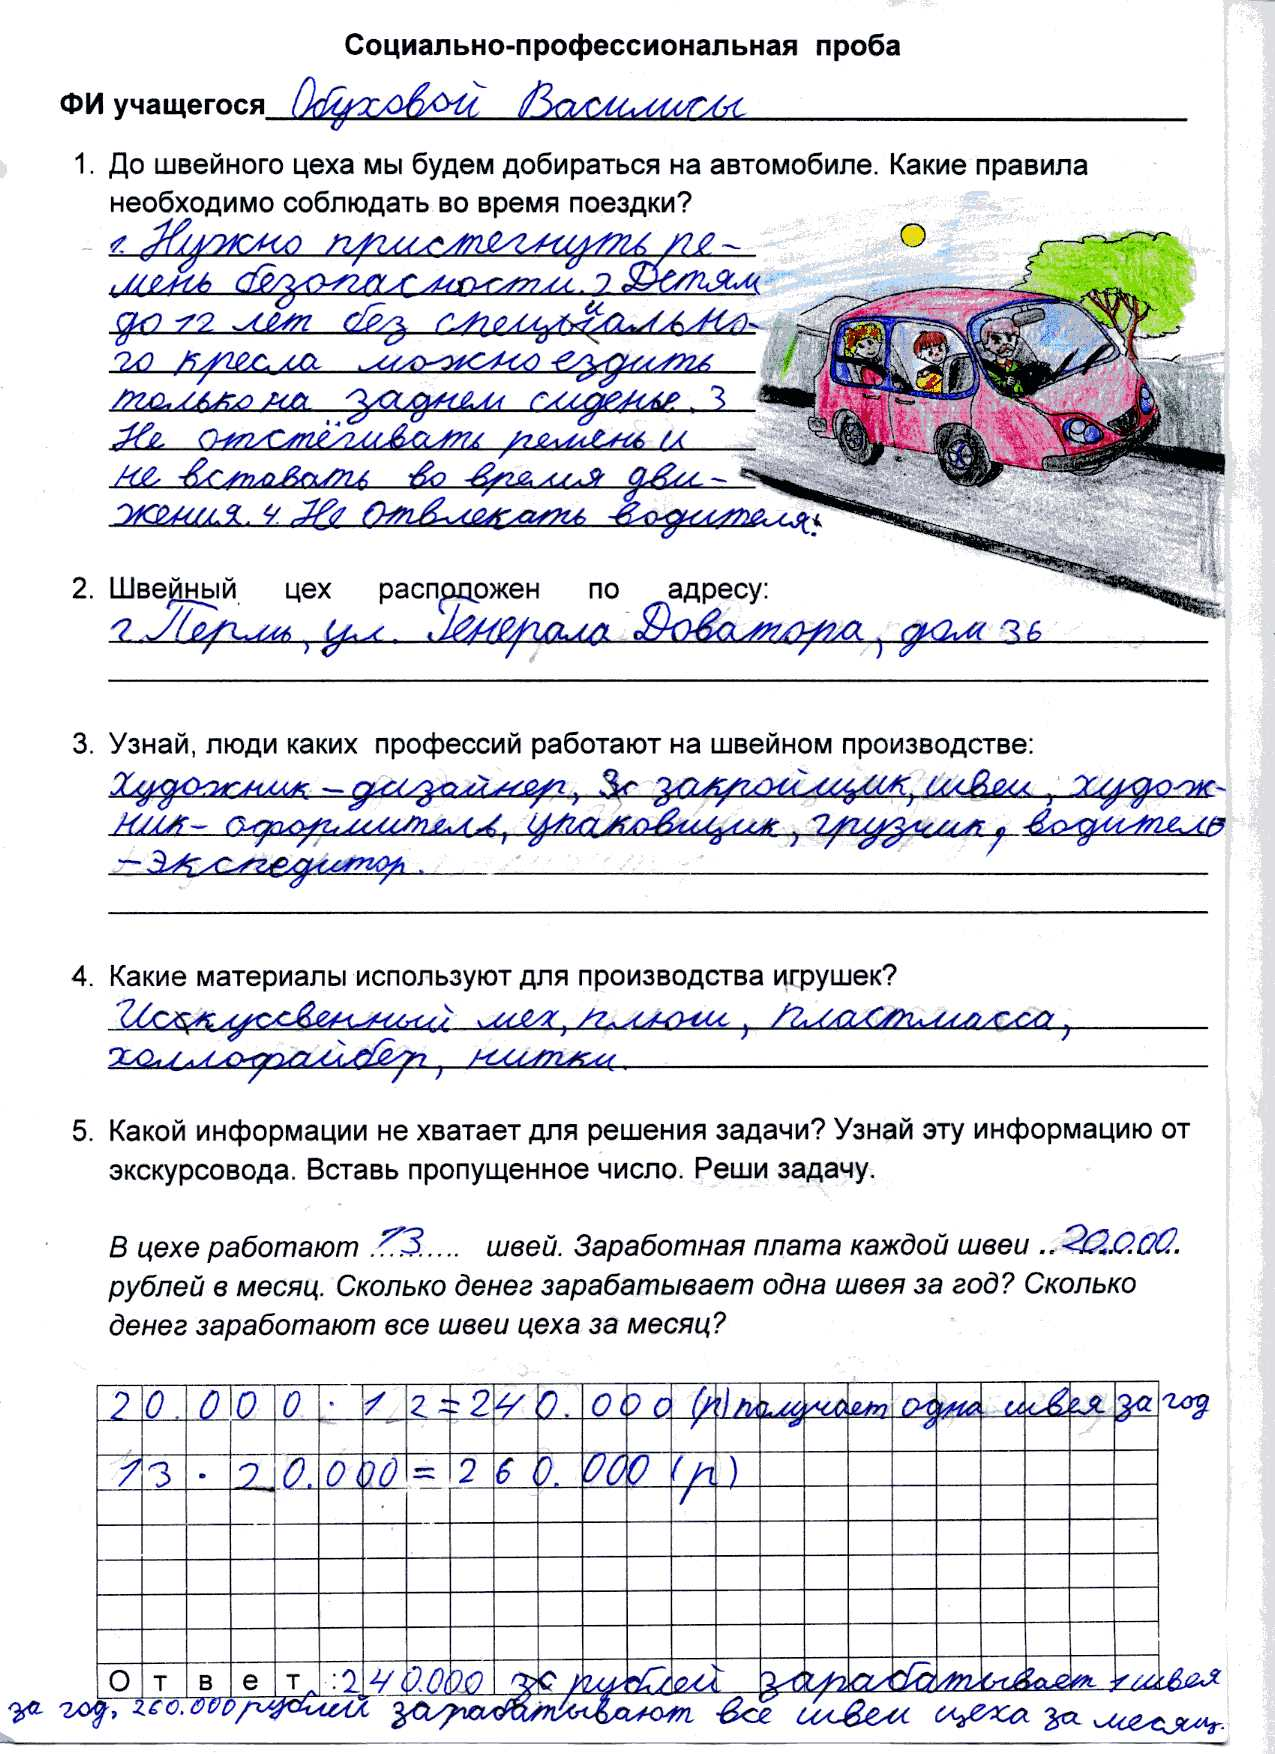 Социально-профессиональная проба
ФИ учащегося Обуховой Василисы
1. До швейного цеха мы будем добираться на автомобиле. Какие правила
необходимо соблюдать во время поездки?
1. Нужно пристегнуть ре-
мень безопасности. 2 Детям
до 12 лет без специально-
го кресла можно ездить
только на заднем сиденье. 3
Не отстёгивать ремень и
не вставать во время дви-
жения. 4. Не отвлекать водителя.
2. Швейный цех расположен по адресу:
г. Пермь, ул. Генерала Доватора, дом 36
3. Узнай, люди каких профессий работают на швейном производстве:
Художник-дизайнер, закройщик, швеи, худож-
ник-оформитель, упаковщик, грузчик, водитель
-экспедитор.
4. Какие материалы используют для производства игрушек?
Исскуссвенный мех, плюш, пластмасса,
холлофайбер, нитки.
5. Какой информации не хватает для решения задачи? Узнай эту информацию от
экскурсовода. Вставь пропущенное число. Реши задачу.
В цехе работают ...13...... швей. Заработная плата каждой швеи ..20.000..
рублей в месяц. Сколько денег зарабатывает одна швея за год? Сколько
денег заработают все швеи цеха за месяц?
20.000 · 12 = 240.000 (р) получает одна швея за год
13 · 20.000 = 260.000 (р)
Ответ: 240.000 рублей зарабатывает 1 швея
за год, 260.000 рублей зарабатывают все швеи цеха за месяц.